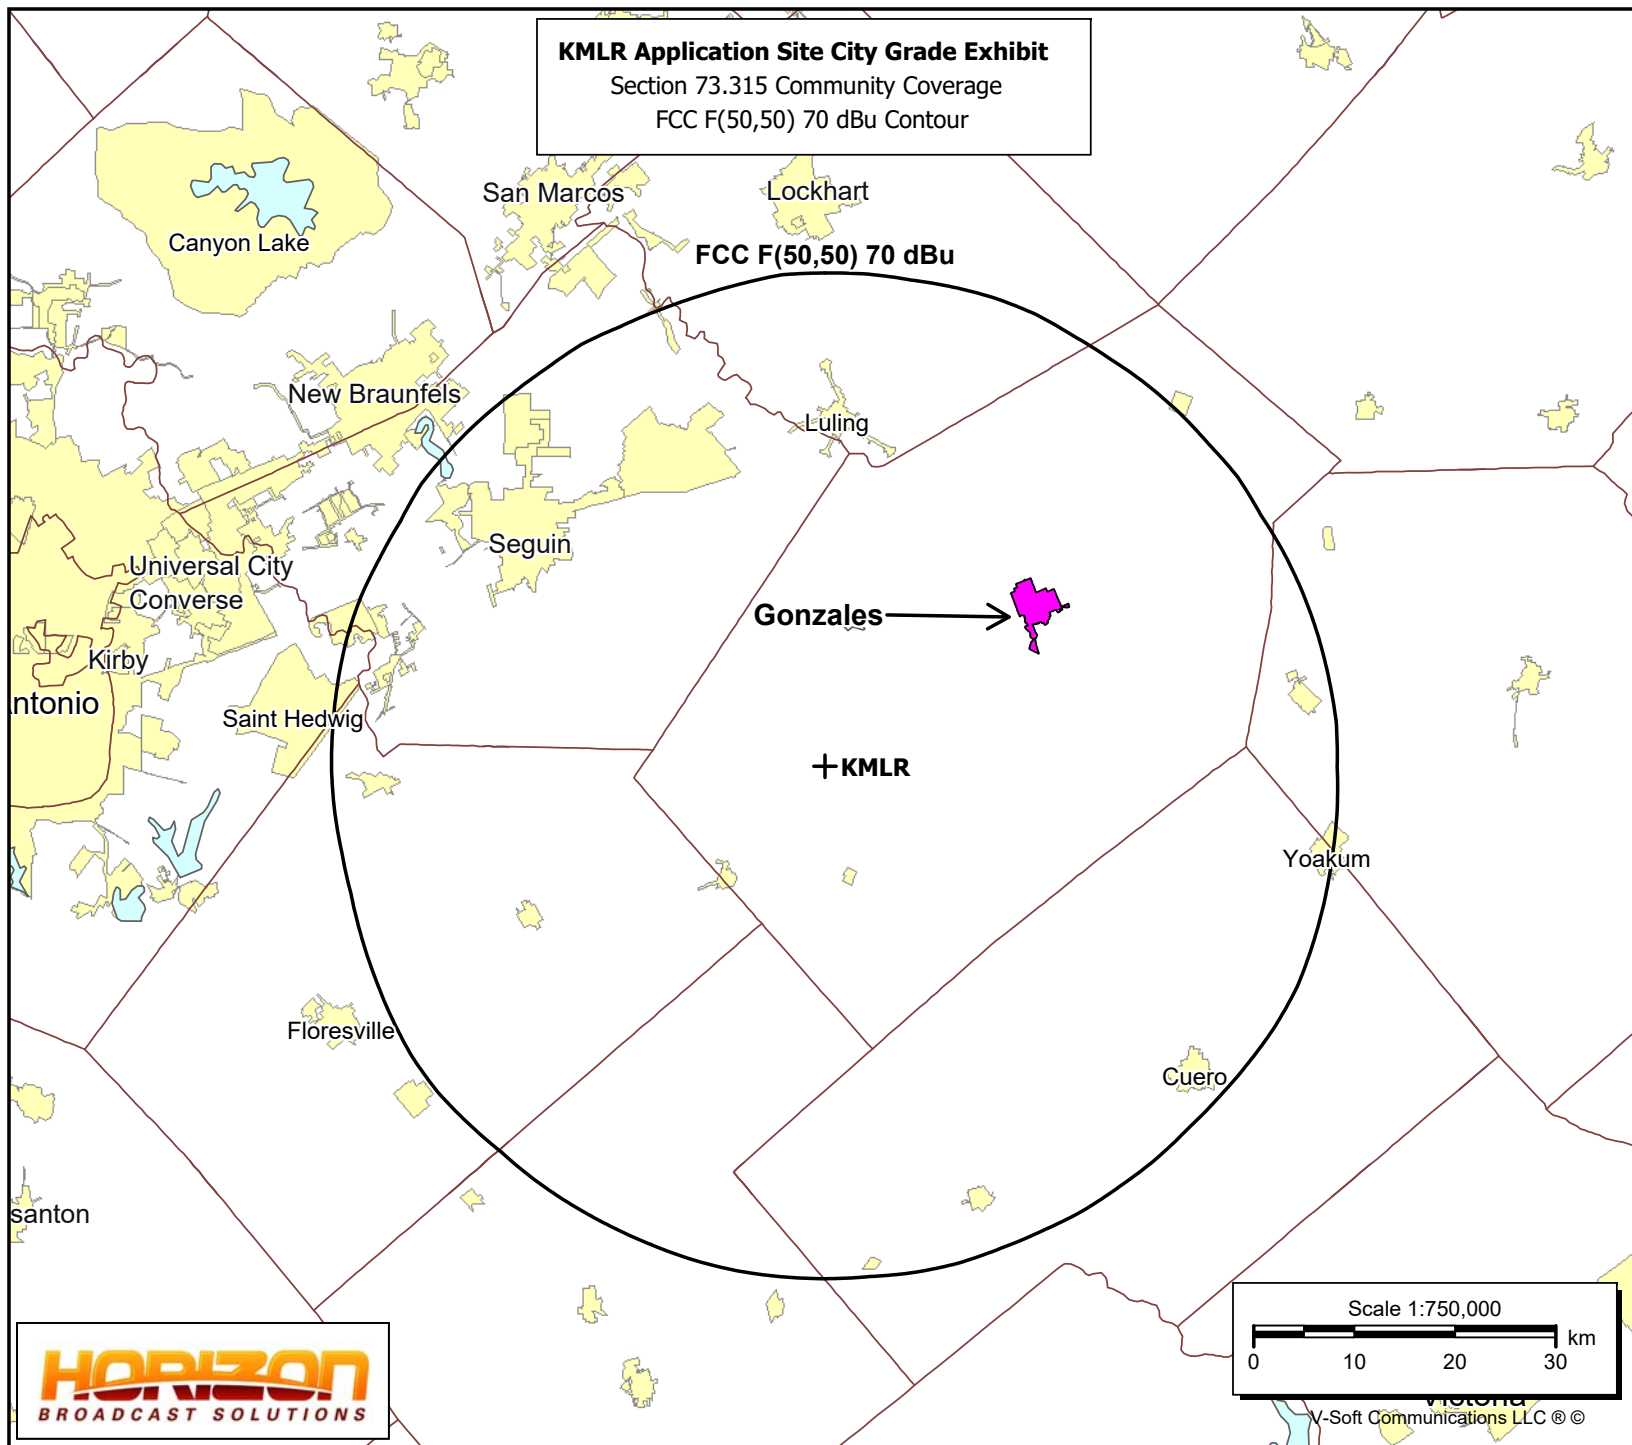 KMLR Application Site City Grade Exhibit
Section 73.315 Community Coverage
FCC F(50,50) 70 dBu Contour
San Marcos
Lockhart
Canyon Lake
FCC F(50,50) 70 dBu
New Braunfels
Luling
Seguin
Universal City
Converse
Gonzales
Kirby
ntonio
Saint Hedwig
KMLR
Yoakum
Floresville
Cuero
santon
Scale 1:750,000
km
0 10 20 30
HORIZON
BROADCAST SOLUTIONS
Victoria
V-Soft Communications LLC ® ©